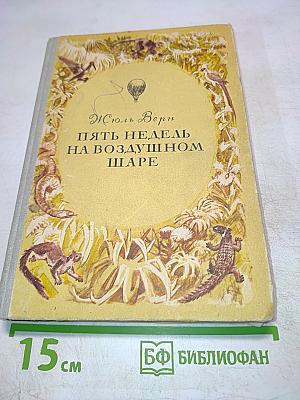 Жюль Верн
ПЯТЬ НЕДЕЛЬ
НА ВОЗДУШНОМ
ШАРЕ
15 см
БФ БИБЛИОФАН